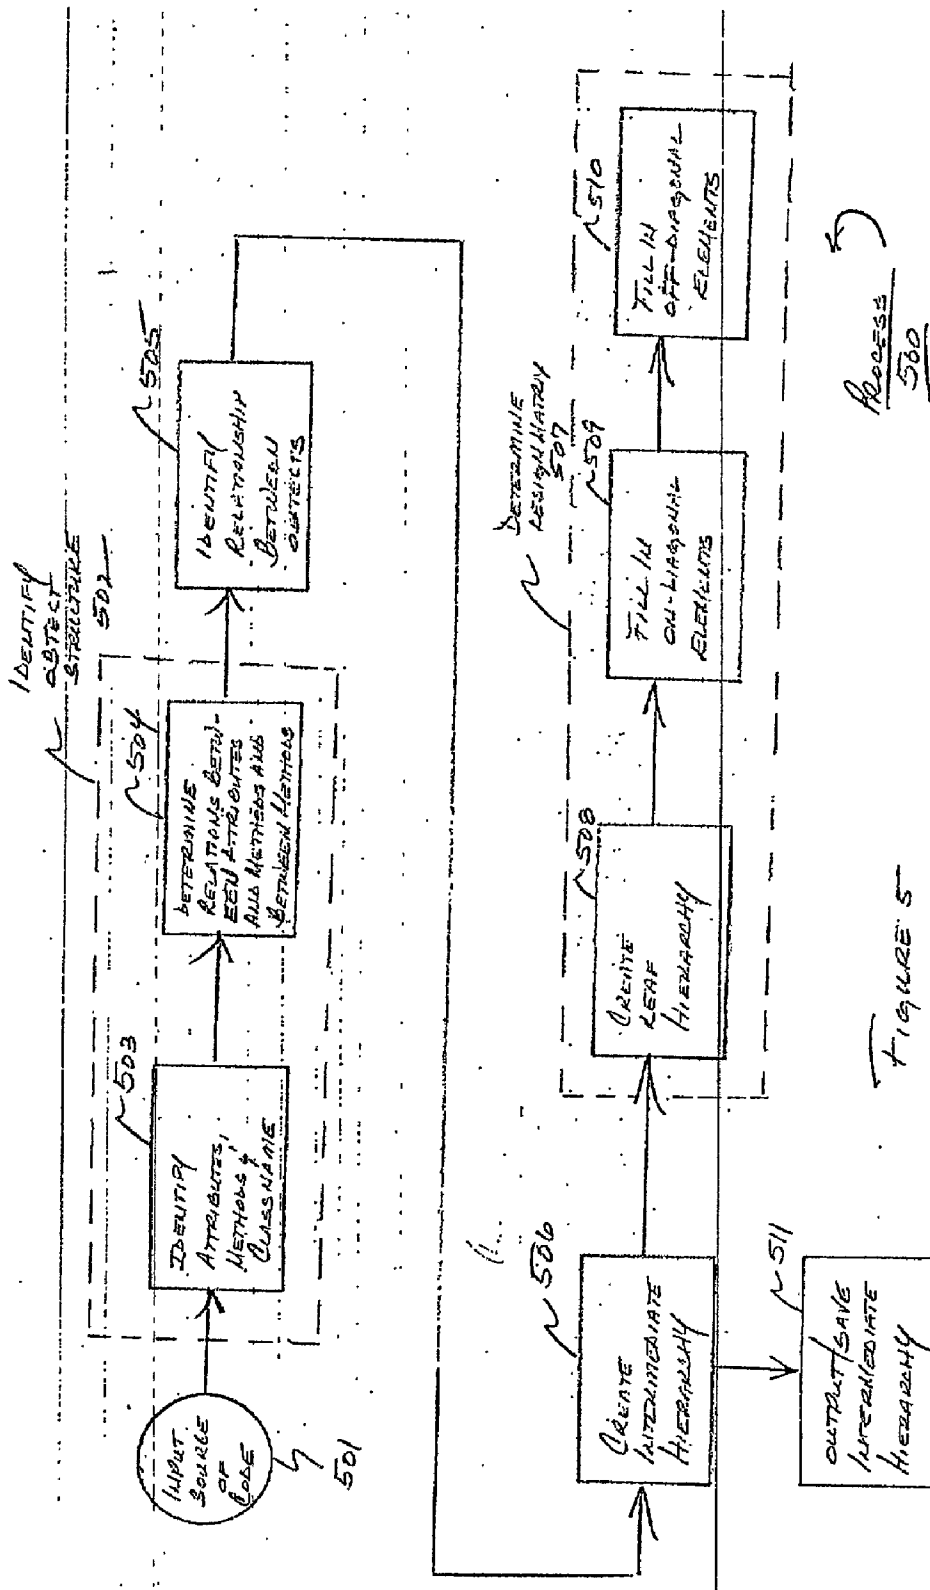 IDENTIFY
OBJECT
STRUCTURE
502
INPUT
SOURCE
OF
CODE
501
503
IDENTIFY
ATTRIBUTES,
METHODS &
CLASSNAME
504
DETERMINE
RELATIONS BETW-
EEN ATTRIBUTES
AND METHODS AND
BETWEEN METHODS
505
IDENTIFY
RELATIONSHIP
BETWEEN
OBJECTS
506
CREATE
INTERMEDIATE
HIERARCHY
511
OUTPUT/SAVE
INTERMEDIATE
HIERARCHY
DETERMINE
DESIGN MATRIX
507
508
CREATE
LEAF
HIERARCHY
509
FILL IN
ON-DIAGONAL
ELEMENTS
510
FILL IN
OFF-DIAGONAL
ELEMENTS
FIGURE 5
PROCESS
500